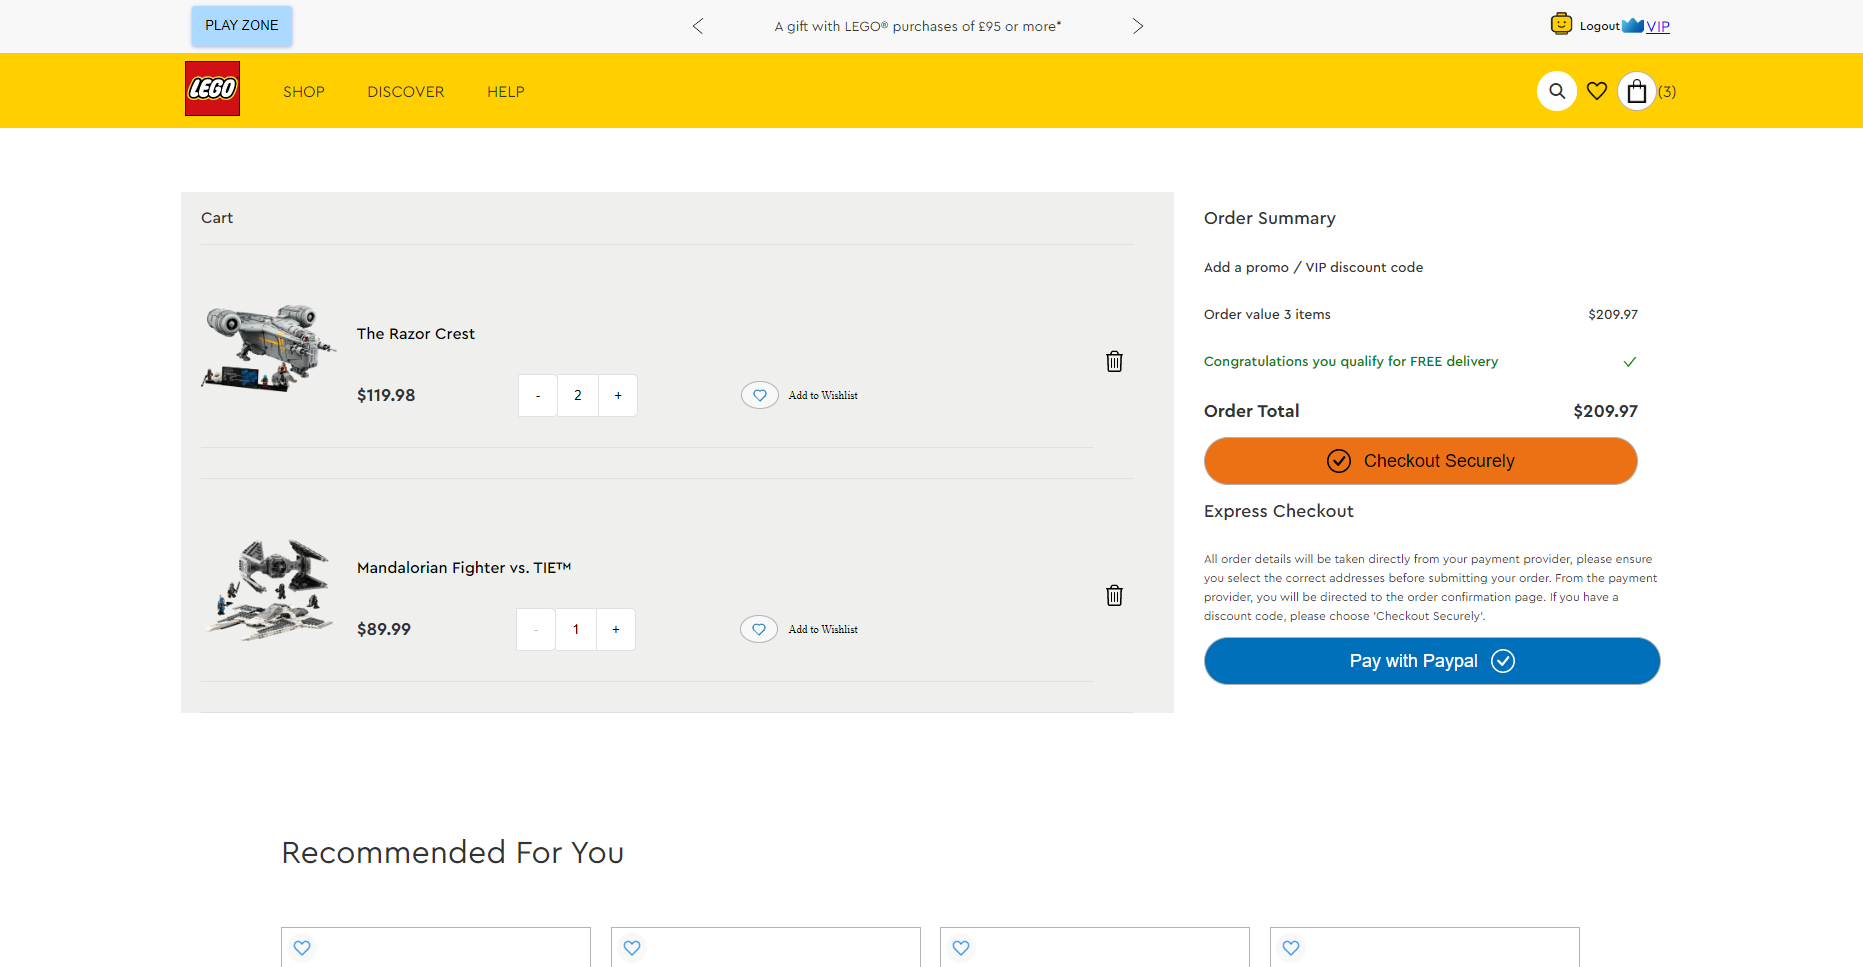 PLAY ZONE
A gift with LEGO® purchases of £95 or more*
Logout VIP
LEGO
SHOP DISCOVER HELP
(3)
Cart
The Razor Crest
$119.98 - 2 + Add to Wishlist
Mandalorian Fighter vs. TIE™
$89.99 - 1 + Add to Wishlist
Order Summary
Add a promo / VIP discount code
Order value 3 items $209.97
Congratulations you qualify for FREE delivery
Order Total $209.97
Checkout Securely
Express Checkout
All order details will be taken directly from your payment provider, please ensure
you select the correct addresses before submitting your order. From the payment
provider, you will be directed to the order confirmation page. If you have a
discount code, please choose 'Checkout Securely'.
Pay with Paypal
Recommended For You